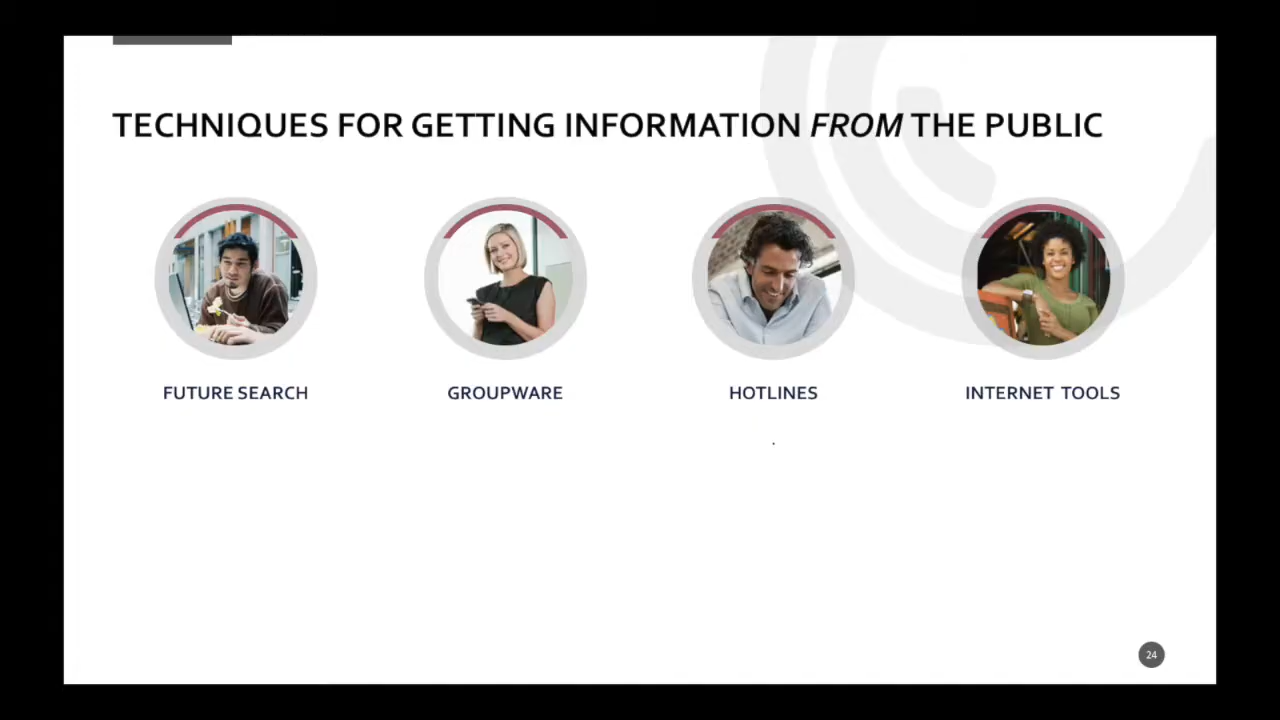 TECHNIQUES FOR GETTING INFORMATION FROM THE PUBLIC
FUTURE SEARCH
GROUPWARE
HOTLINES
INTERNET TOOLS
.
24